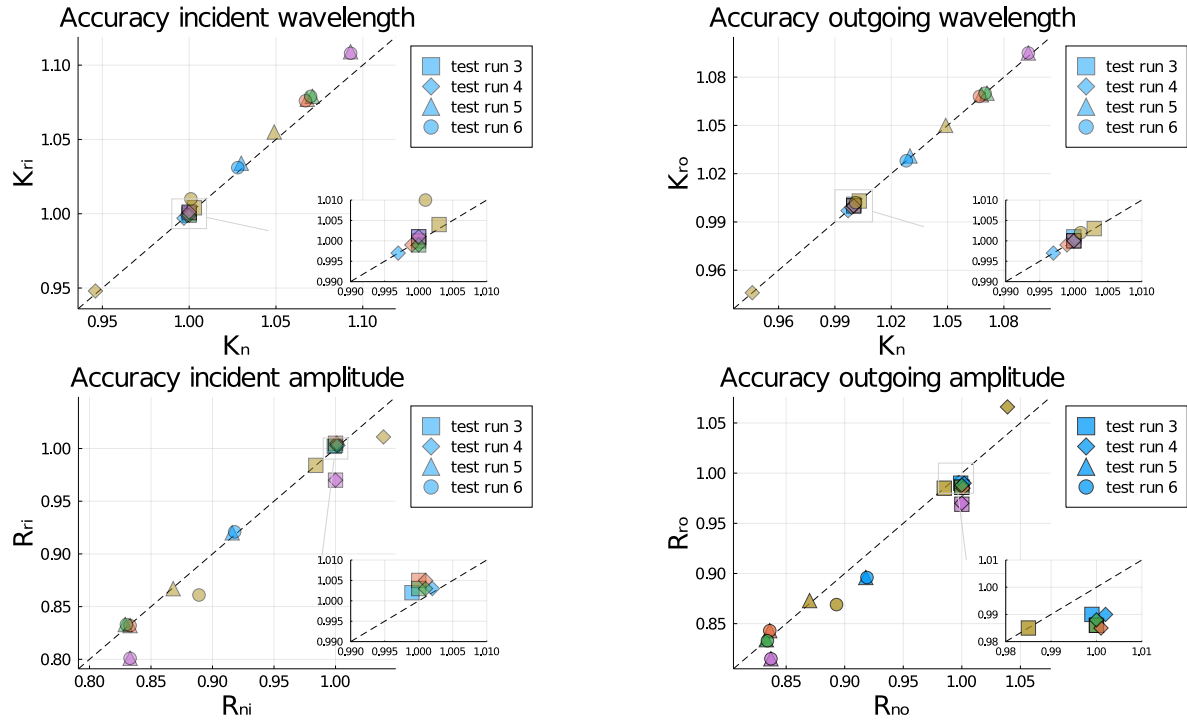 Accuracy incident wavelength
1.10
1.05
1.00
0.95
Kri
0.95 1.00 1.05 1.10
Kn
test run 3
test run 4
test run 5
test run 6
1.010
1.005
1.000
0.995
0.990
0.990 0.995 1.000 1.005 1.010
Accuracy outgoing wavelength
1.08
1.05
1.02
0.99
0.96
Kro
0.96 0.99 1.02 1.05 1.08
Kn
test run 3
test run 4
test run 5
test run 6
1.010
1.005
1.000
0.995
0.990
0.990 0.995 1.000 1.005 1.010
Accuracy incident amplitude
1.00
0.95
0.90
0.85
0.80
Rri
0.80 0.85 0.90 0.95 1.00
Rni
test run 3
test run 4
test run 5
test run 6
1.010
1.005
1.000
0.995
0.990
0.990 0.995 1.000 1.005 1.010
Accuracy outgoing amplitude
1.05
1.00
0.95
0.90
0.85
Rro
0.85 0.90 0.95 1.00 1.05
Rno
test run 3
test run 4
test run 5
test run 6
1.01
1.00
0.99
0.98
0.98 0.99 1.00 1.01